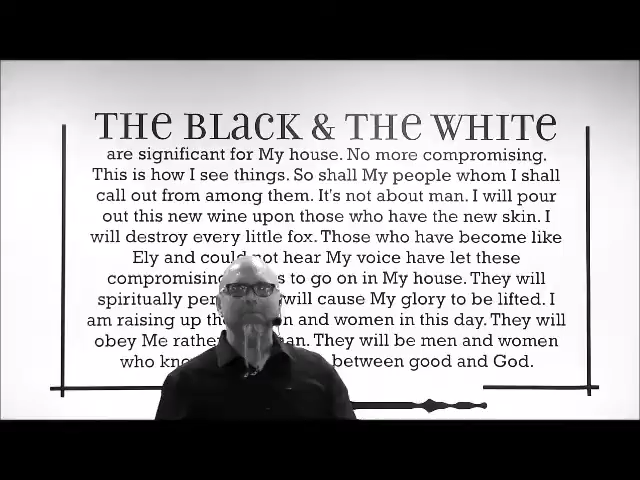 THE BLACK & THE WHITE
are significant for My house. No more compromising.
This is how I see things. So shall My people whom I shall
call out from among them. It's not about man. I will pour
out this new wine upon those who have the new skin. I
will destroy every little fox. Those who have become like
Ely and could not hear My voice have let these
compromising to go on in My house. They will
spiritually will cause My glory to be lifted. I
am raising up and women in this day. They will
obey Me They will be men and women
who between good and God.